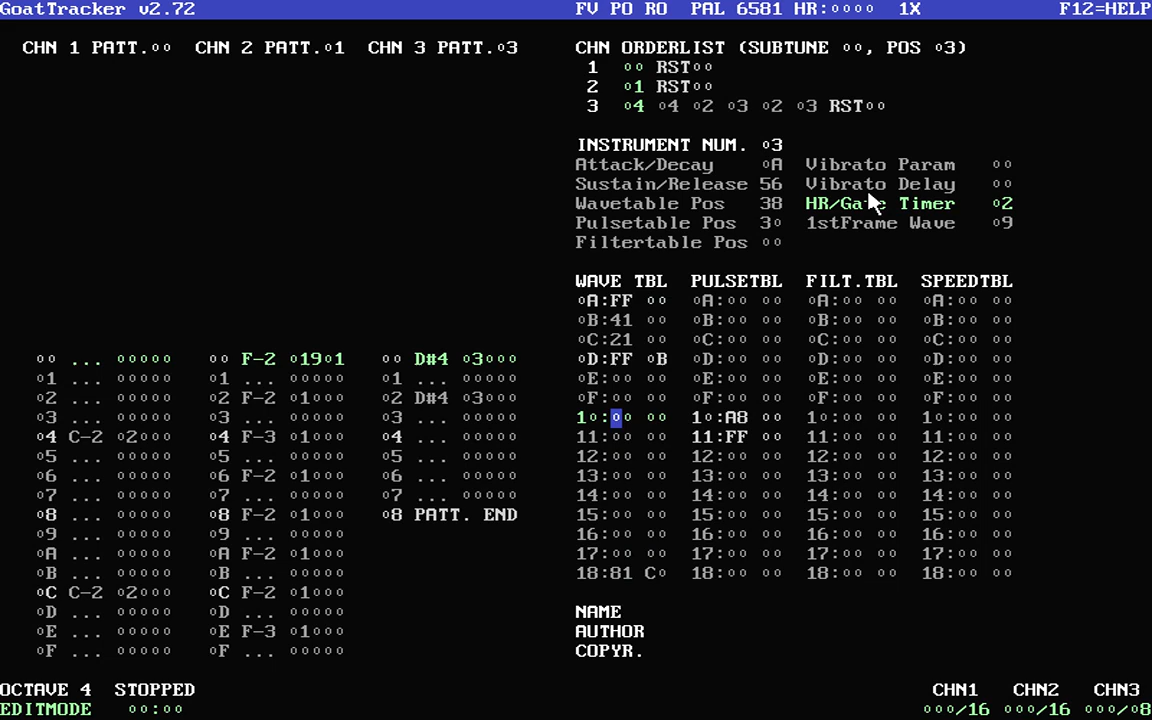 GoatTracker v2.72 FV PO RO PAL 6581 HR:0000 1X F12=HELP
CHN 1 PATT.00 CHN 2 PATT.01 CHN 3 PATT.03 CHN ORDERLIST (SUBTUNE 00, POS 03)
1 00 RST00
2 01 RST00
3 04 04 02 03 02 03 RST00
INSTRUMENT NUM. 03
Attack/Decay 0A Vibrato Param 00
Sustain/Release 56 Vibrato Delay 00
Wavetable Pos 38 HR/Gate Timer 02
Pulsetable Pos 30 1stFrame Wave 09
Filtertable Pos 00
WAVE TBL PULSETBL FILT.TBL SPEEDTBL
0A:FF 00 0A:00 00 0A:00 00 0A:00 00
0B:41 00 0B:00 00 0B:00 00 0B:00 00
0C:21 00 0C:00 00 0C:00 00 0C:00 00
00 ... 00000 00 F-2 01901 00 D#4 03000 0D:FF 0B 0D:00 00 0D:00 00 0D:00 00
01 ... 00000 01 ... 00000 01 ... 00000 0E:00 00 0E:00 00 0E:00 00 0E:00 00
02 ... 00000 02 F-2 01000 02 D#4 03000 0F:00 00 0F:00 00 0F:00 00 0F:00 00
03 ... 00000 03 ... 00000 03 ... 00000 10:00 00 10:A8 00 10:00 00 10:00 00
04 C-2 02000 04 F-3 01000 04 ... 00000 11:00 00 11:FF 00 11:00 00 11:00 00
05 ... 00000 05 ... 00000 05 ... 00000 12:00 00 12:00 00 12:00 00 12:00 00
06 ... 00000 06 F-2 01000 06 ... 00000 13:00 00 13:00 00 13:00 00 13:00 00
07 ... 00000 07 ... 00000 07 ... 00000 14:00 00 14:00 00 14:00 00 14:00 00
08 ... 00000 08 F-2 01000 08 PATT. END 15:00 00 15:00 00 15:00 00 15:00 00
09 ... 00000 09 ... 00000 16:00 00 16:00 00 16:00 00 16:00 00
0A ... 00000 0A F-2 01000 17:00 00 17:00 00 17:00 00 17:00 00
0B ... 00000 0B ... 00000 18:81 C0 18:00 00 18:00 00 18:00 00
0C C-2 02000 0C F-2 01000
0D ... 00000 0D ... 00000 NAME
0E ... 00000 0E F-3 01000 AUTHOR
0F ... 00000 0F ... 00000 COPYR.
OCTAVE 4 STOPPED CHN1 CHN2 CHN3
EDITMODE 00:00 000/16 000/16 000/08